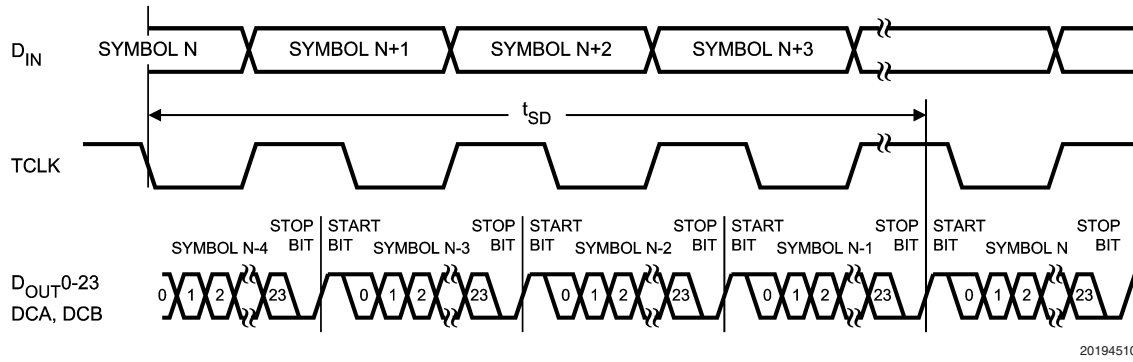 D_IN SYMBOL N SYMBOL N+1 SYMBOL N+2 SYMBOL N+3
t_SD
TCLK
STOP BIT START BIT STOP BIT START BIT STOP BIT START BIT STOP BIT START BIT STOP BIT
SYMBOL N-4 SYMBOL N-3 SYMBOL N-2 SYMBOL N-1 SYMBOL N
D_OUT0-23 0 1 2 23 0 1 2 23 0 1 2 23 0 1 2 23 0 1 2 23
DCA, DCB
20194510